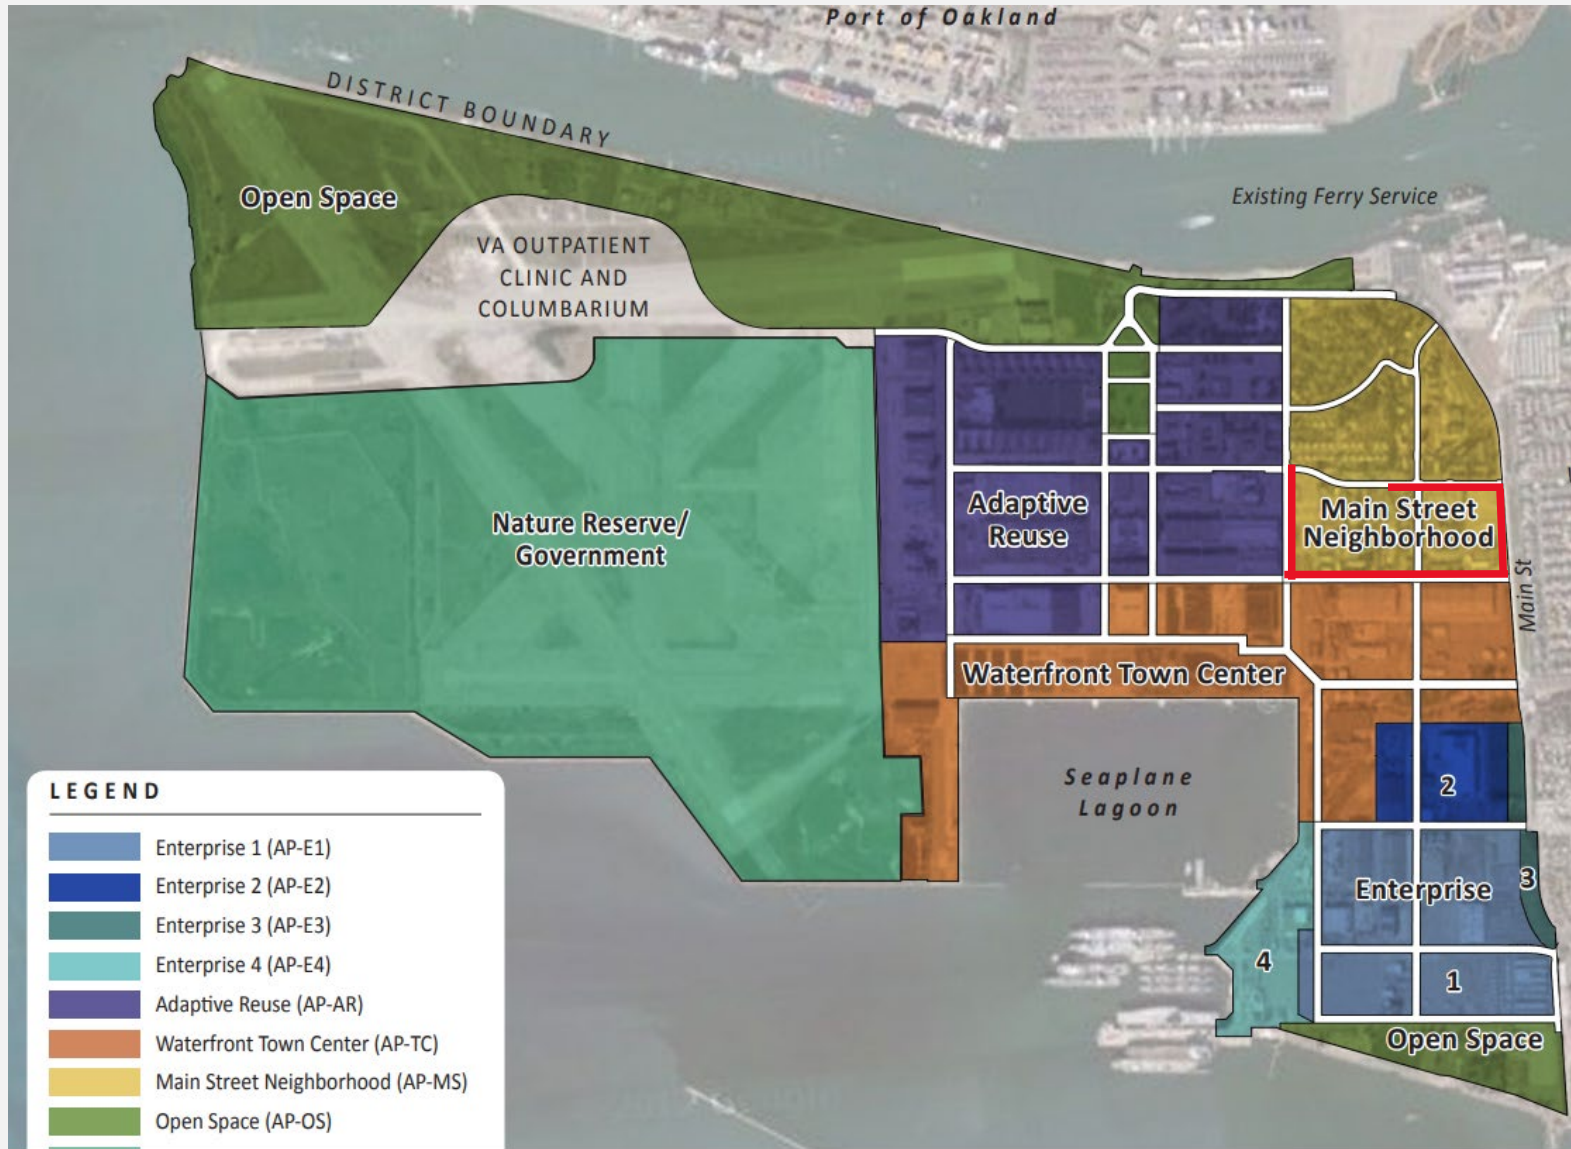 Port of Oakland
DISTRICT BOUNDARY
Open Space
Existing Ferry Service
VA OUTPATIENT
CLINIC AND
COLUMBARIUM
Adaptive
Reuse
Main Street
Neighborhood
Nature Reserve/
Government
Main St
Waterfront Town Center
Seaplane
Lagoon
2
Enterprise
3
4
1
Open Space
LEGEND
Enterprise 1 (AP-E1)
Enterprise 2 (AP-E2)
Enterprise 3 (AP-E3)
Enterprise 4 (AP-E4)
Adaptive Reuse (AP-AR)
Waterfront Town Center (AP-TC)
Main Street Neighborhood (AP-MS)
Open Space (AP-OS)